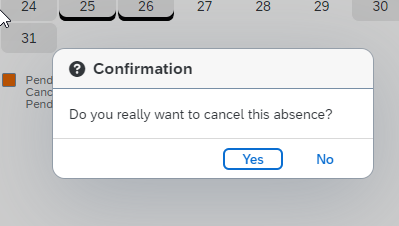 24 25 26 27 28 29 30
31
Confirmation
Pend
Canc
Pend
Do you really want to cancel this absence?
Yes No